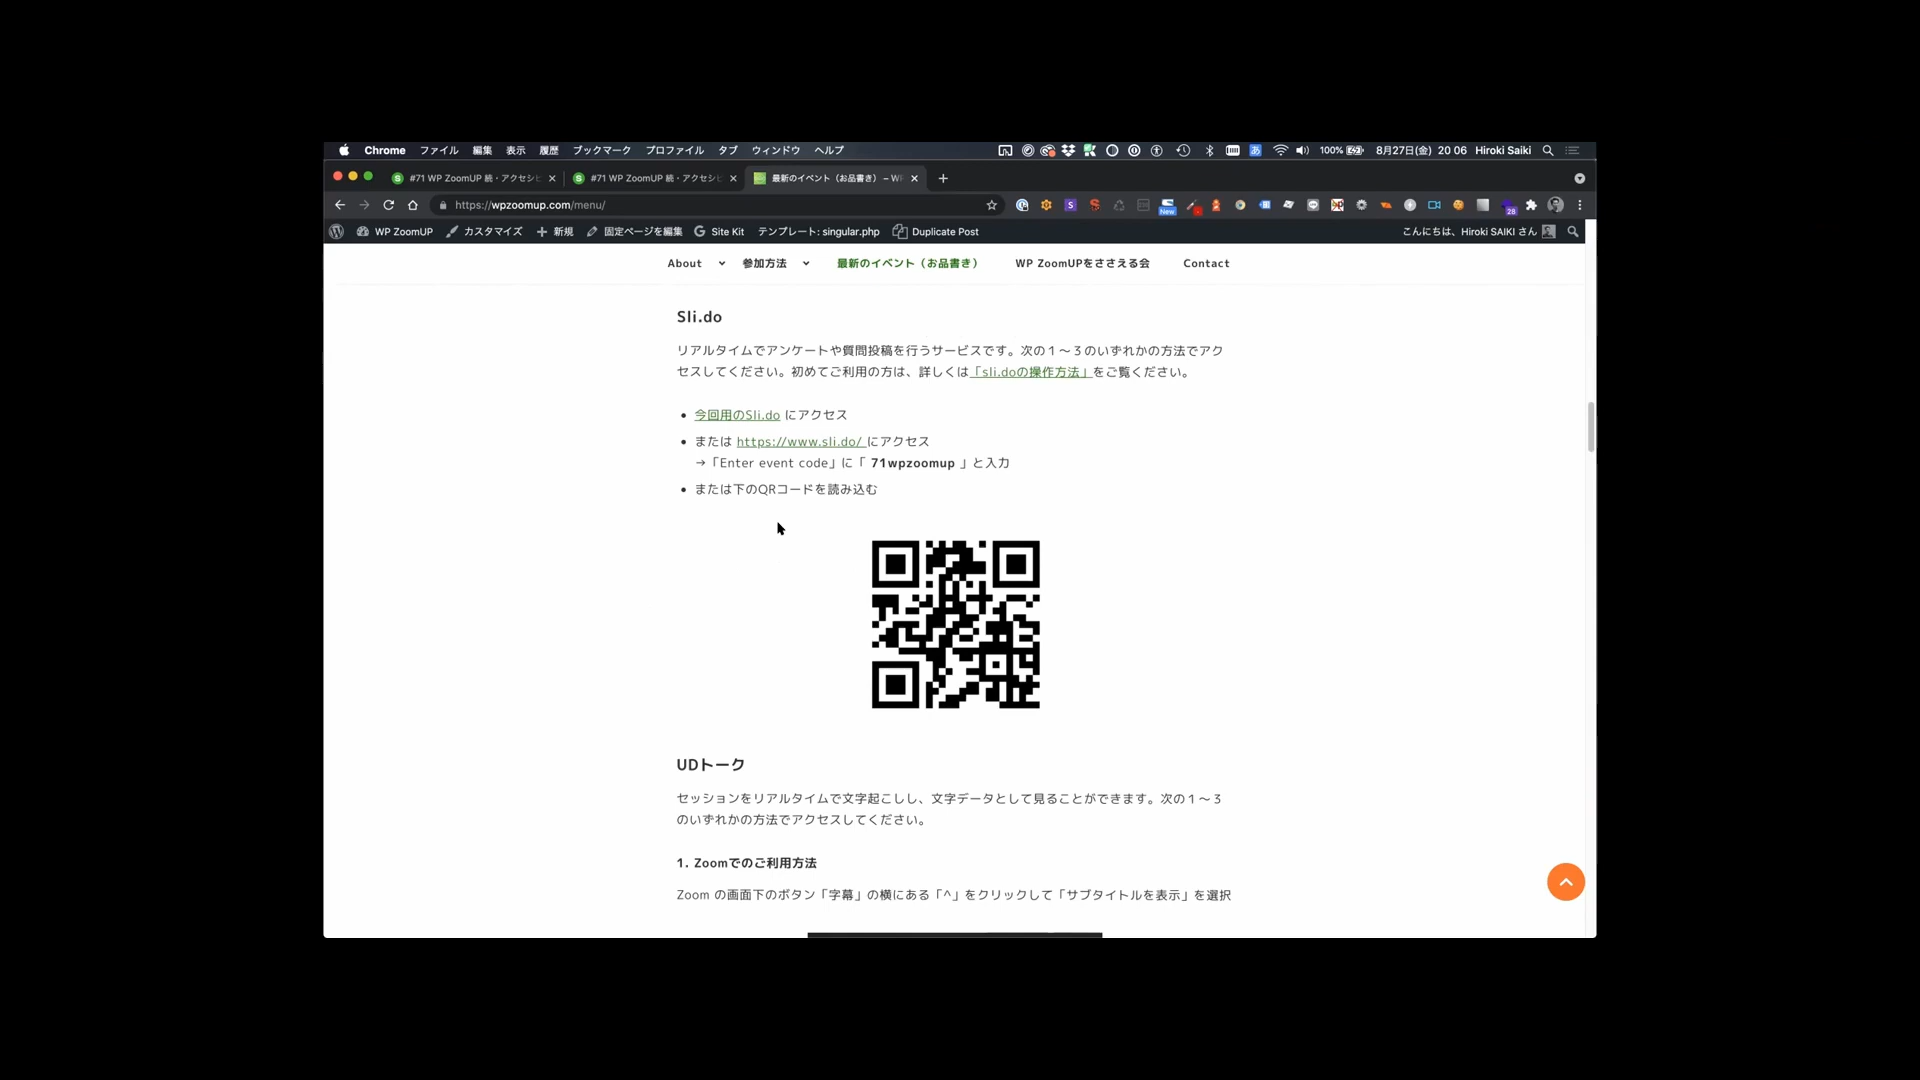 Chrome ファイル 編集 表示 履歴 ブックマーク プロファイル タブ ウィンドウ ヘルプ 100% 8月27日(金) 20 06 Hiroki Saiki
#71 WP ZoomUP 続・アクセシビ #71 WP ZoomUP 続・アクセシビ 最新のイベント（お品書き） – WP
https://wpzoomup.com/menu/ New 28
WP ZoomUP カスタマイズ 新規 固定ページを編集 Site Kit テンプレート: singular.php Duplicate Post こんにちは、Hiroki SAIKI さん
About 参加方法 最新のイベント（お品書き） WP ZoomUPをささえる会 Contact
Sli.do
リアルタイムでアンケートや質問投稿を行うサービスです。次の１〜３のいずれかの方法でアク
セスしてください。初めてご利用の方は、詳しくは「sli.doの操作方法」をご覧ください。
• 今回用のSli.do にアクセス
• または https://www.sli.do/ にアクセス
→「Enter event code」に「 71wpzoomup 」と入力
• または下のQRコードを読み込む
UDトーク
セッションをリアルタイムで文字起こしし、文字データとして見ることができます。次の１〜３
のいずれかの方法でアクセスしてください。
1. Zoomでのご利用方法
Zoom の画面下のボタン「字幕」の横にある「^」をクリックして「サブタイトルを表示」を選択